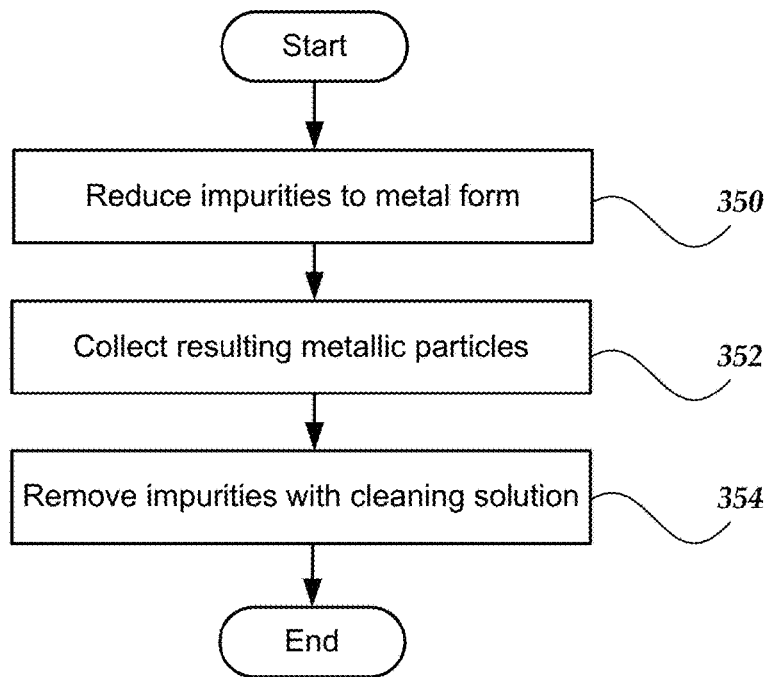 Start
Reduce impurities to metal form
350
Collect resulting metallic particles
352
Remove impurities with cleaning solution
354
End